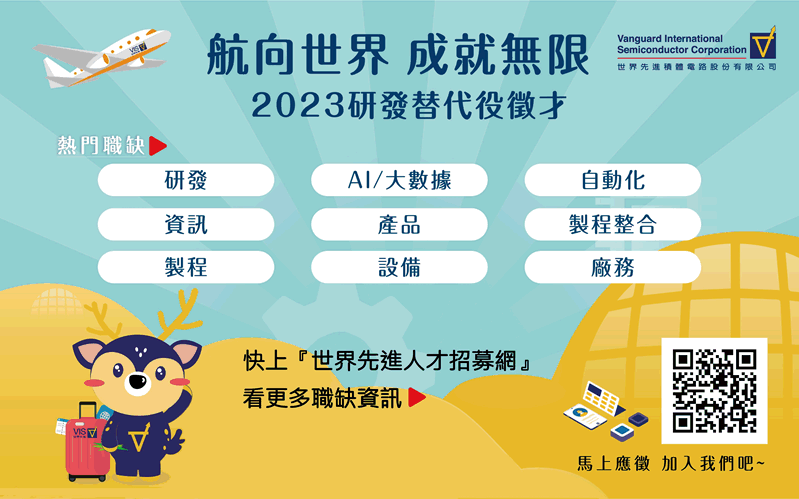 VIS
航向世界 成就無限
Vanguard International
Semiconductor Corporation
世界先進積體電路股份有限公司
2023研發替代役徵才
熱門職缺
研發
AI/大數據
自動化
資訊
產品
製程整合
製程
設備
廠務
快上『世界先進人才招募網』
看更多職缺資訊
VIS
馬上應徵 加入我們吧~